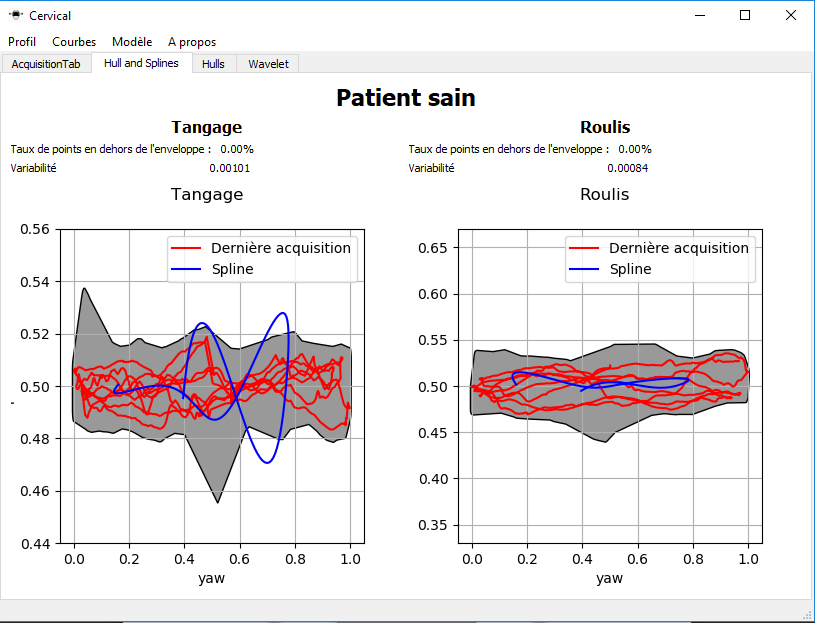 Cervical
Profil Courbes Modèle A propos
AcquisitionTab Hull and Splines Hulls Wavelet
Patient sain
Tangage
Taux de points en dehors de l'enveloppe : 0.00%
Variabilité 0.00101
Tangage
0.56
0.54
0.52
0.50
0.48
0.46
0.44
Dernière acquisition
Spline
0.0 0.2 0.4 0.6 0.8 1.0
yaw
Roulis
Taux de points en dehors de l'enveloppe : 0.00%
Variabilité 0.00084
Roulis
0.65
0.60
0.55
0.50
0.45
0.40
0.35
Dernière acquisition
Spline
0.0 0.2 0.4 0.6 0.8 1.0
yaw